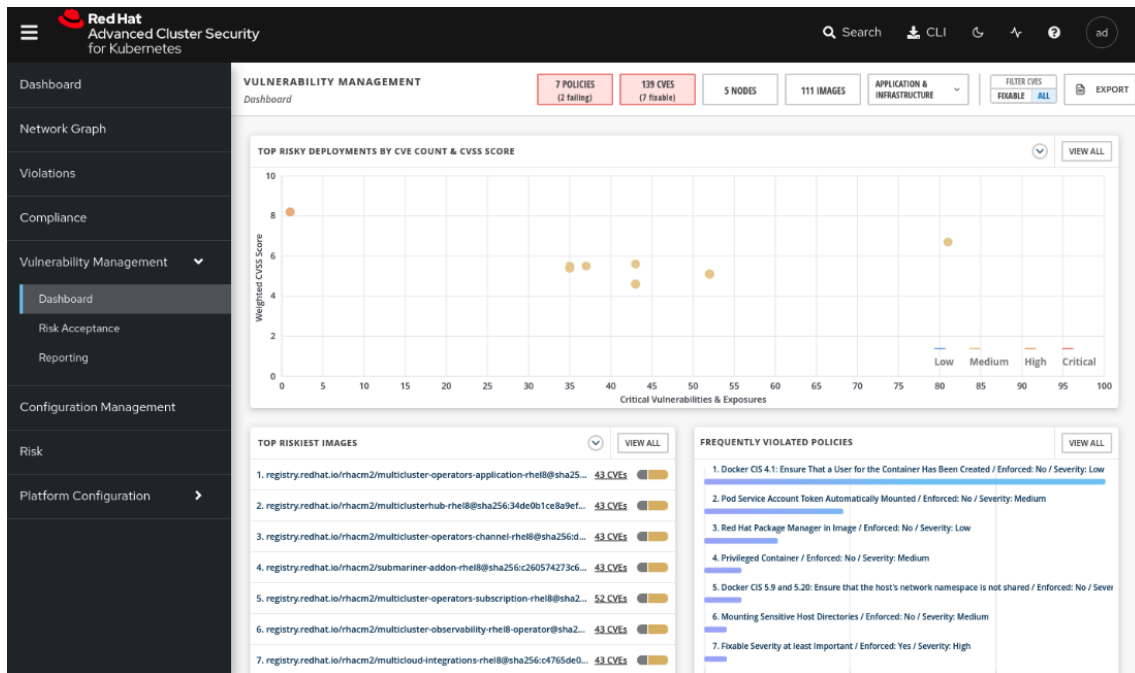 Red Hat
Advanced Cluster Security
for Kubernetes
Search
CLI
ad
Dashboard
Network Graph
Violations
Compliance
Vulnerability Management
Dashboard
Risk Acceptance
Reporting
Configuration Management
Risk
Platform Configuration
VULNERABILITY MANAGEMENT
Dashboard
7 POLICIES
(2 failing)
139 CVES
(7 fixable)
5 NODES
111 IMAGES
APPLICATION &
INFRASTRUCTURE
FILTER CVES
FIXABLE ALL
EXPORT
TOP RISKY DEPLOYMENTS BY CVE COUNT & CVSS SCORE
VIEW ALL
Weighted CVSS Score
10
8
6
4
2
0
0 5 10 15 20 25 30 35 40 45 50 55 60 65 70 75 80 85 90 95 100
Critical Vulnerabilities & Exposures
Low Medium High Critical
TOP RISKIEST IMAGES
VIEW ALL
1. registry.redhat.io/rhacm2/multicluster-operators-application-rhel8@sha25... 43 CVEs
2. registry.redhat.io/rhacm2/multiclusterhub-rhel8@sha256:34de0b1ce8a9ef... 43 CVEs
3. registry.redhat.io/rhacm2/multicluster-operators-channel-rhel8@sha256:d... 43 CVEs
4. registry.redhat.io/rhacm2/submariner-addon-rhel8@sha256:c260574273c6... 43 CVEs
5. registry.redhat.io/rhacm2/multicluster-operators-subscription-rhel8@sha2... 52 CVEs
6. registry.redhat.io/rhacm2/multicluster-observability-rhel8-operator@sha2... 43 CVEs
7. registry.redhat.io/rhacm2/multicloud-integrations-rhel8@sha256:c4765de0... 43 CVEs
FREQUENTLY VIOLATED POLICIES
VIEW ALL
1. Docker CIS 4.1: Ensure That a User for the Container Has Been Created / Enforced: No / Severity: Low
2. Pod Service Account Token Automatically Mounted / Enforced: No / Severity: Medium
3. Red Hat Package Manager in Image / Enforced: No / Severity: Low
4. Privileged Container / Enforced: No / Severity: Medium
5. Docker CIS 5.9 and 5.20: Ensure that the host's network namespace is not shared / Enforced: No / Sever
6. Mounting Sensitive Host Directories / Enforced: No / Severity: Medium
7. Fixable Severity at least Important / Enforced: Yes / Severity: High